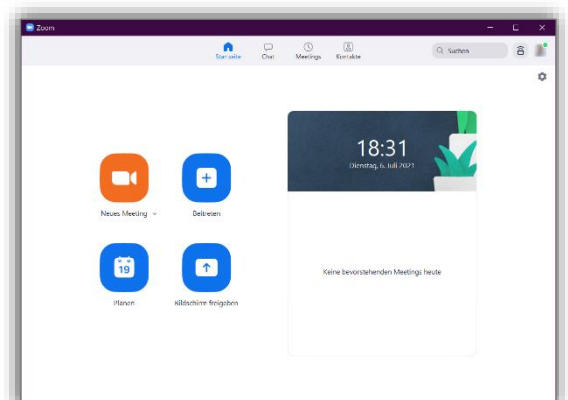 Zoom
Startseite
Chat
Meetings
Kontakte
Suchen
18:31
Dienstag, 6. Juli 2021
Neues Meeting
Beitreten
19
Planen
Bildschirm freigeben
Keine bevorstehenden Meetings heute